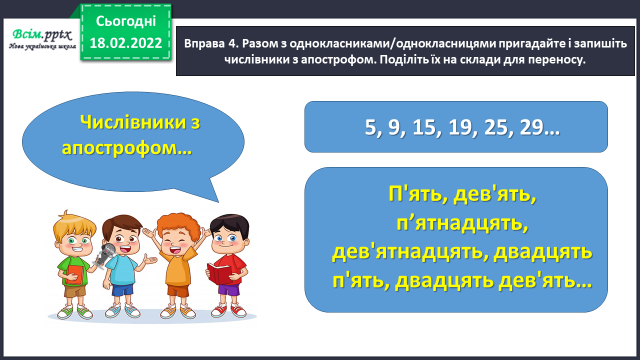 Всім.pptx
Нова українська школа
Сьогодні
18.02.2022
Вправа 4. Разом з однокласниками/однокласницями пригадайте і запишіть
числівники з апострофом. Поділіть їх на склади для переносу.
Числівники з
апострофом...
5, 9, 15, 19, 25, 29...
П'ять, дев'ять,
п’ятнадцять,
дев'ятнадцять, двадцять
п'ять, двадцять дев'ять...